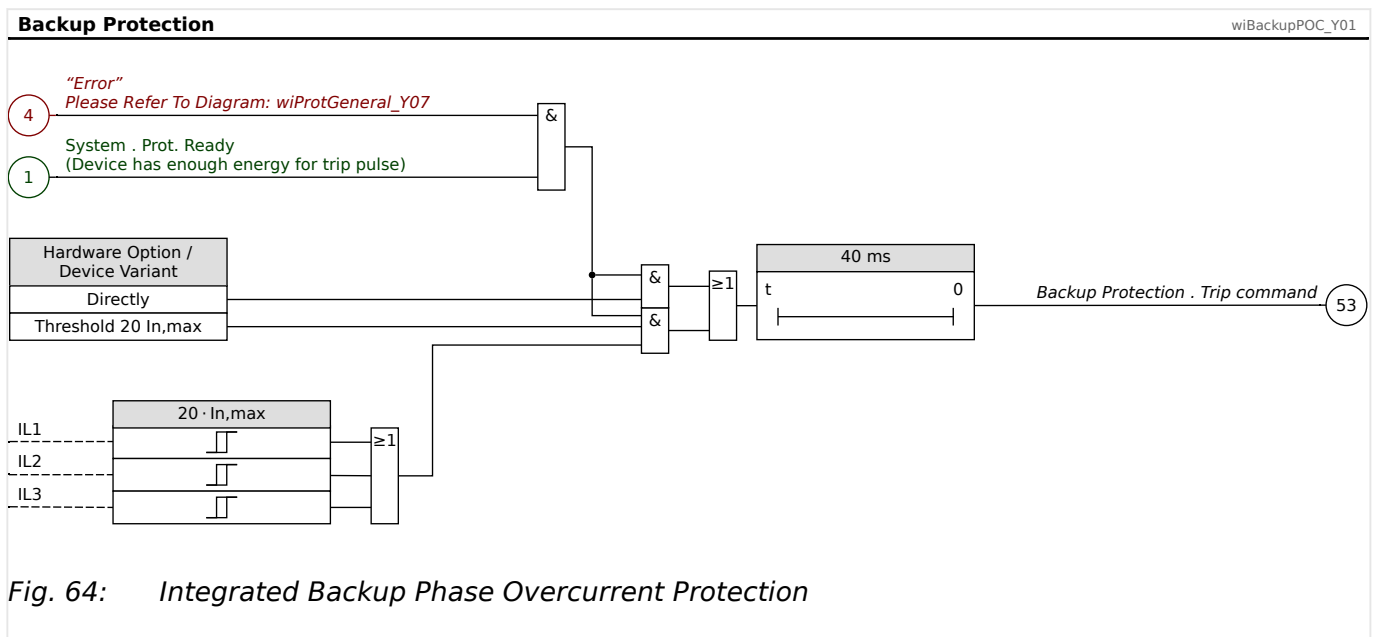 Backup Protection
wiBackupPOC_Y01
“Error”
Please Refer To Diagram: wiProtGeneral_Y07
4
&
System . Prot. Ready
(Device has enough energy for trip pulse)
1
Hardware Option /
Device Variant
Directly
Threshold 20 In,max
&
&
≥1
40 ms
t 0
Backup Protection . Trip command
53
20 · In,max
IL1
IL2
IL3
≥1
Fig. 64: Integrated Backup Phase Overcurrent Protection